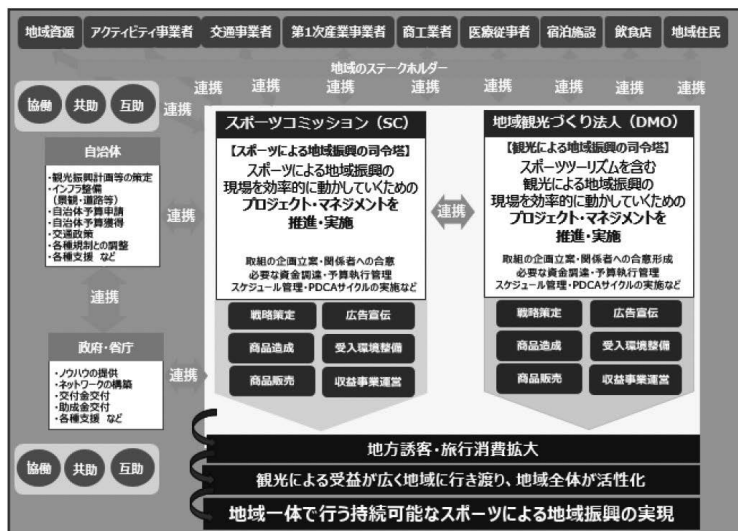 地域資源
アクティビティ事業者
交通事業者
第1次産業事業者
商工業者
医療従事者
宿泊施設
飲食店
地域住民
地域のステークホルダー
連携 連携 連携 連携 連携 連携 連携 連携
協働 共助 互助
連携
自治体
・観光振興計画等の策定
・インフラ整備
(景観・道路等)
・自治体予算申請
・自治体予算獲得
・交通政策
・各種規制との調整
・各種支援 など
連携
連携
政府・省庁
・ノウハウの提供
・ネットワークの構築
・交付金交付
・助成金交付
・各種支援 など
連携
協働 共助 互助
スポーツコミッション(SC)
【スポーツによる地域振興の司令塔】
スポーツによる地域振興の
現場を効率的に動かしていくための
プロジェクト・マネジメントを
推進・実施
取組の企画立案・関係者への合意
必要な資金調達・予算執行管理
スケジュール管理・PDCAサイクルの実施など
戦略策定 広告宣伝
商品造成 受入環境整備
商品販売 収益事業運営
連携
地域観光づくり法人(DMO)
【観光による地域振興の司令塔】
スポーツツーリズムを含む
観光による地域振興の
現場を効率的に動かしていくための
プロジェクト・マネジメントを
推進・実施
取組の企画立案・関係者への合意形成
必要な資金調達・予算執行管理
スケジュール管理・PDCAサイクルの実施など
戦略策定 広告宣伝
商品造成 受入環境整備
商品販売 収益事業運営
地方誘客・旅行消費拡大
観光による受益が広く地域に行き渡り、地域全体が活性化
地域一体で行う持続可能なスポーツによる地域振興の実現